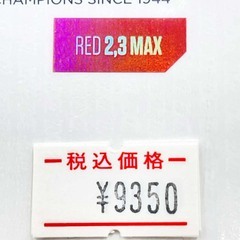 CHAMPIONS SINCE 1944
RED 2,3 MAX
税込価格
¥9350